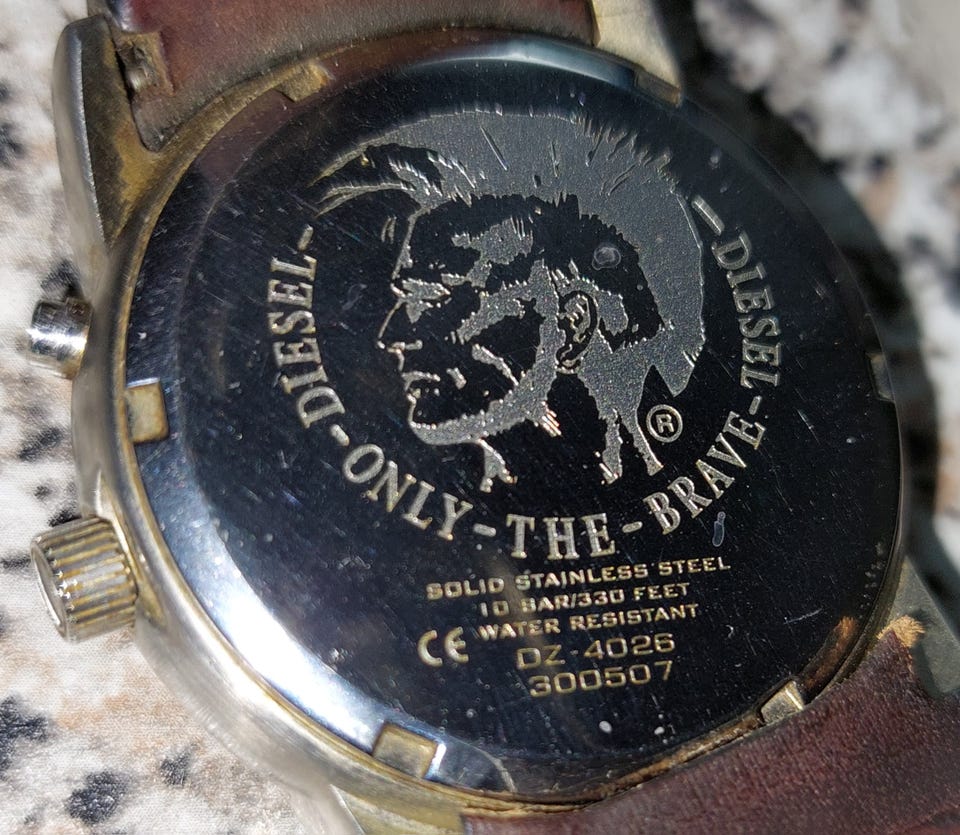 DIESEL-ONLY-THE-BRAVE-DIESEL
®
SOLID STAINLESS STEEL
10 BAR/330 FEET
WATER RESISTANT
CE DZ-4026
300507